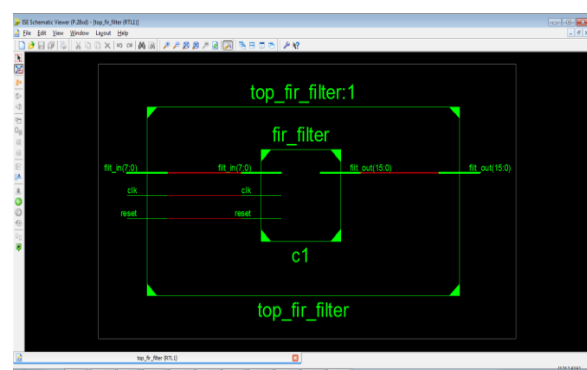 ISE Schematic Viewer (P.28xd) - [top_fir_filter (RTL1)]
File Edit View Window Layout Help
top_fir_filter:1
fir_filter
filt_in(7:0) filt_in(7:0) filt_out(15:0) filt_out(15:0)
clk clk
reset reset
c1
top_fir_filter
top_fir_filter (RTL1)